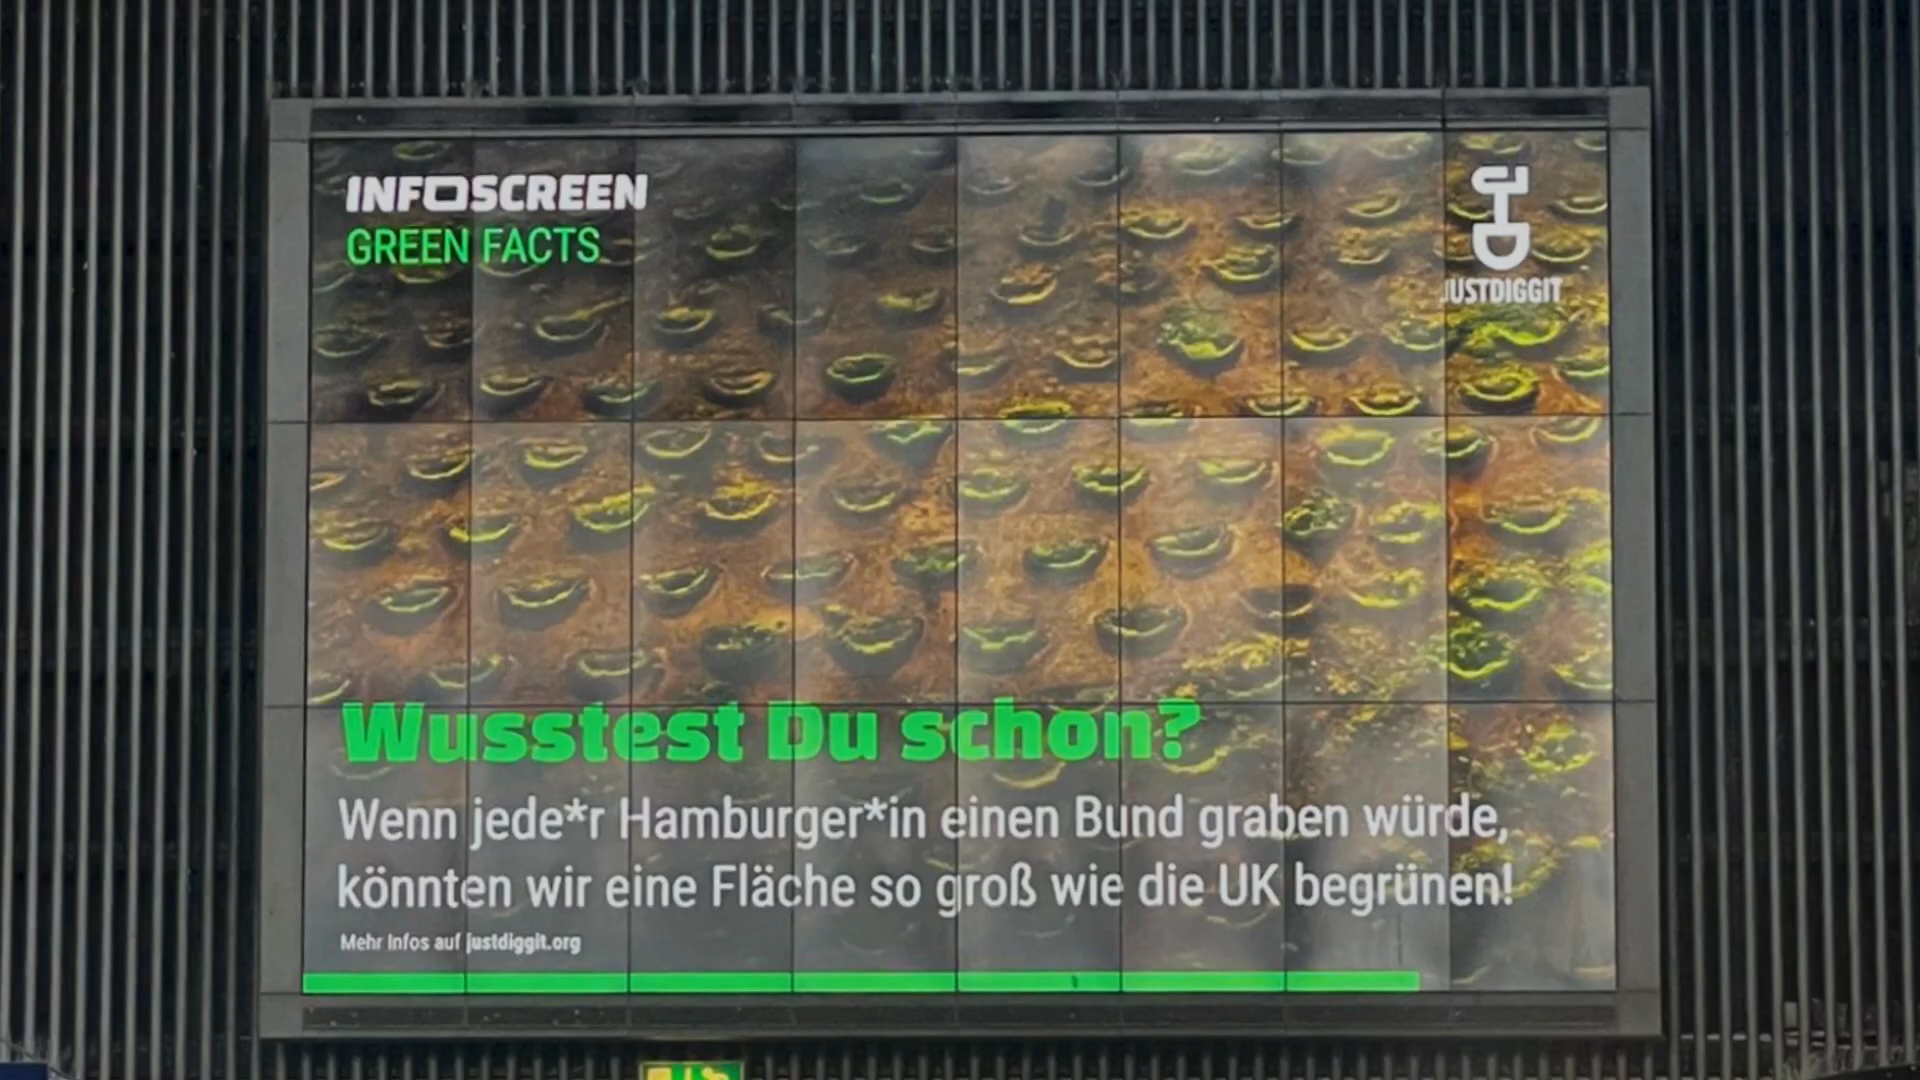 INFOSCREEN
GREEN FACTS
JUSTDIGGIT
Wusstest Du schon?
Wenn jede*r Hamburger*in einen Bund graben würde,
könnten wir eine Fläche so groß wie die UK begrünen!
Mehr Infos auf justdiggit.org